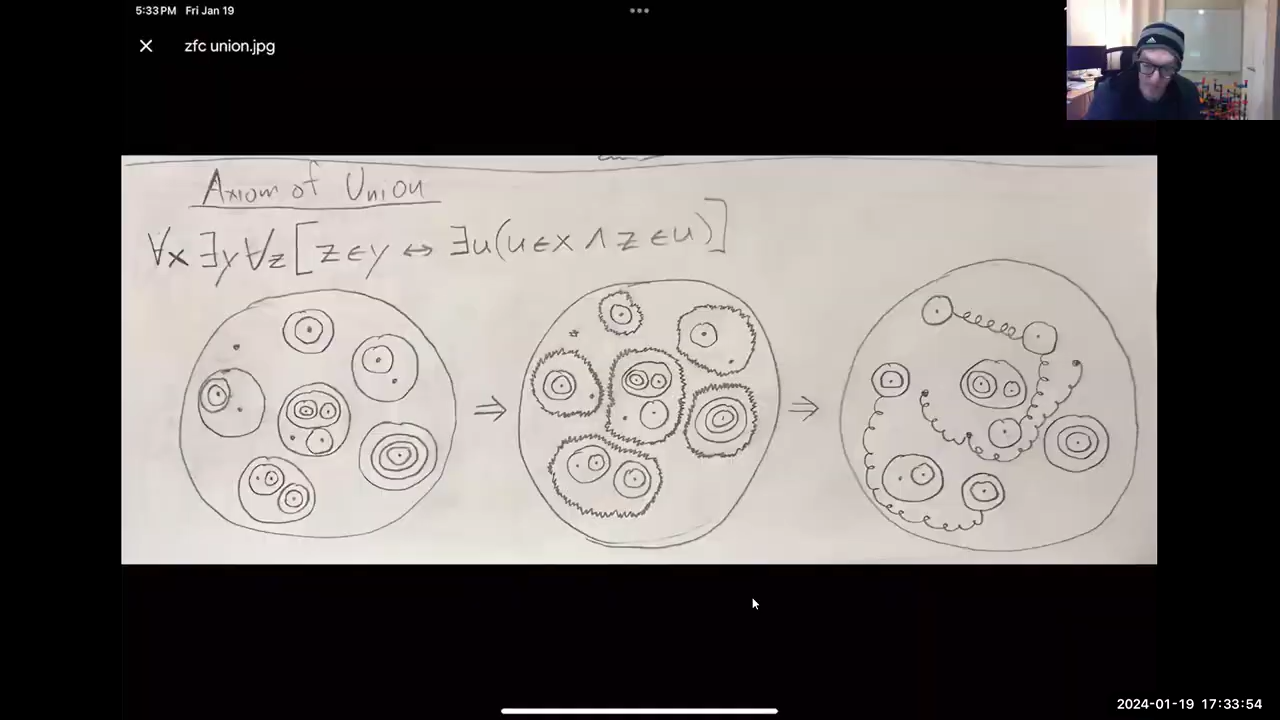 5:33 PM Fri Jan 19
zfc union.jpg
Axiom of Union
∀x ∃y ∀z [z ∈ y ↔ ∃u(u ∈ x ∧ z ∈ u)]
⇒ ⇒
2024-01-19 17:33:54